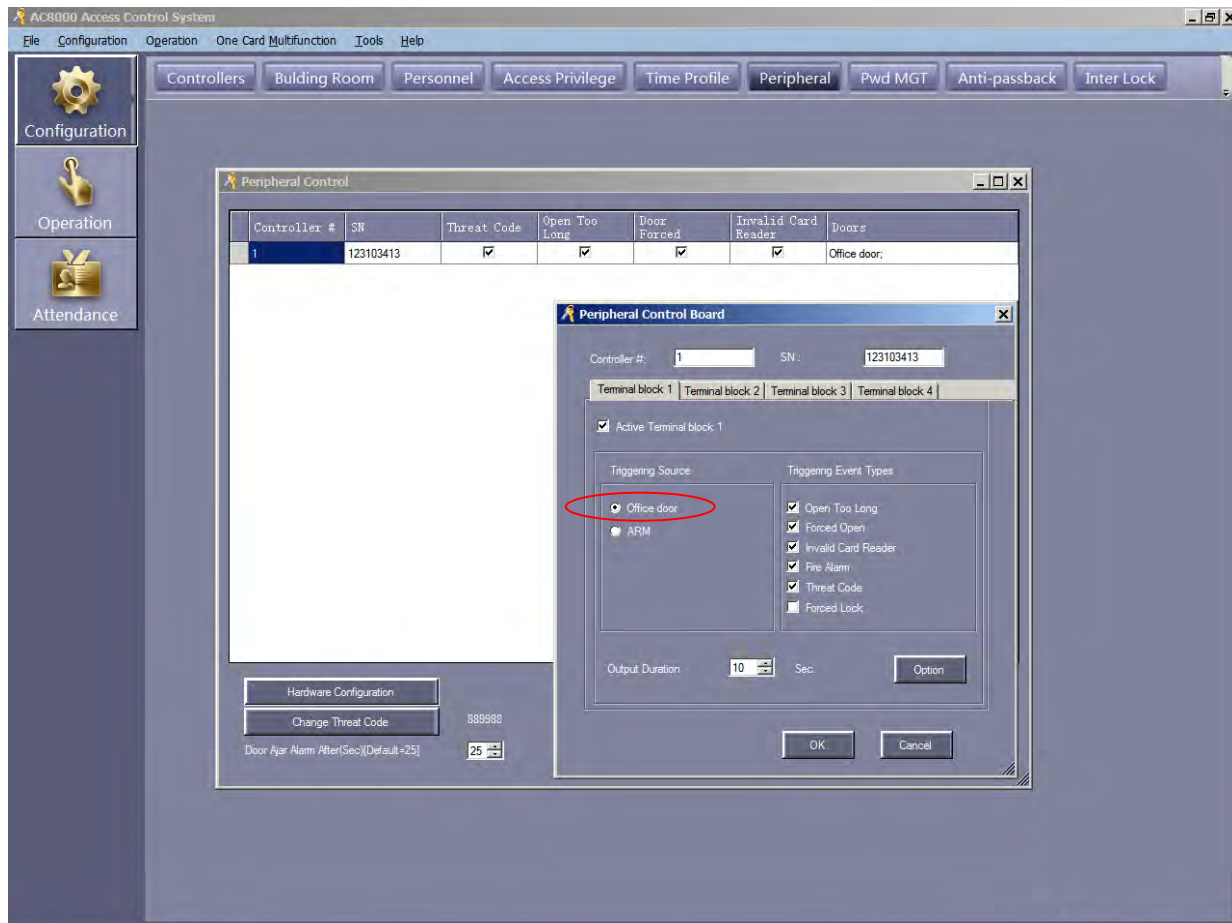 AC8000 Access Control System
File Configuration Operation One Card Multifunction Tools Help
Controllers Bulding Room Personnel Access Privilege Time Profile Peripheral Pwd MGT Anti-passback Inter Lock
Configuration
Operation
Attendance
Peripheral Control
Controller # SN Threat Code Open Too Long Door Forced Invalid Card Reader Doors
1 123103413 Office door;
Peripheral Control Board
Controller #: 1 SN : 123103413
Terminal block 1 Terminal block 2 Terminal block 3 Terminal block 4
Active Terminal block 1
Triggering Source Triggering Event Types
Office door Open Too Long
ARM Forced Open
Invalid Card Reader
Fire Alarm
Threat Code
Forced Lock
Output Duration 10 Sec. Option
Hardware Configuration
Change Threat Code 889988
Door Ajar Alarm After(Sec)[Default=25] 25
OK Cancel